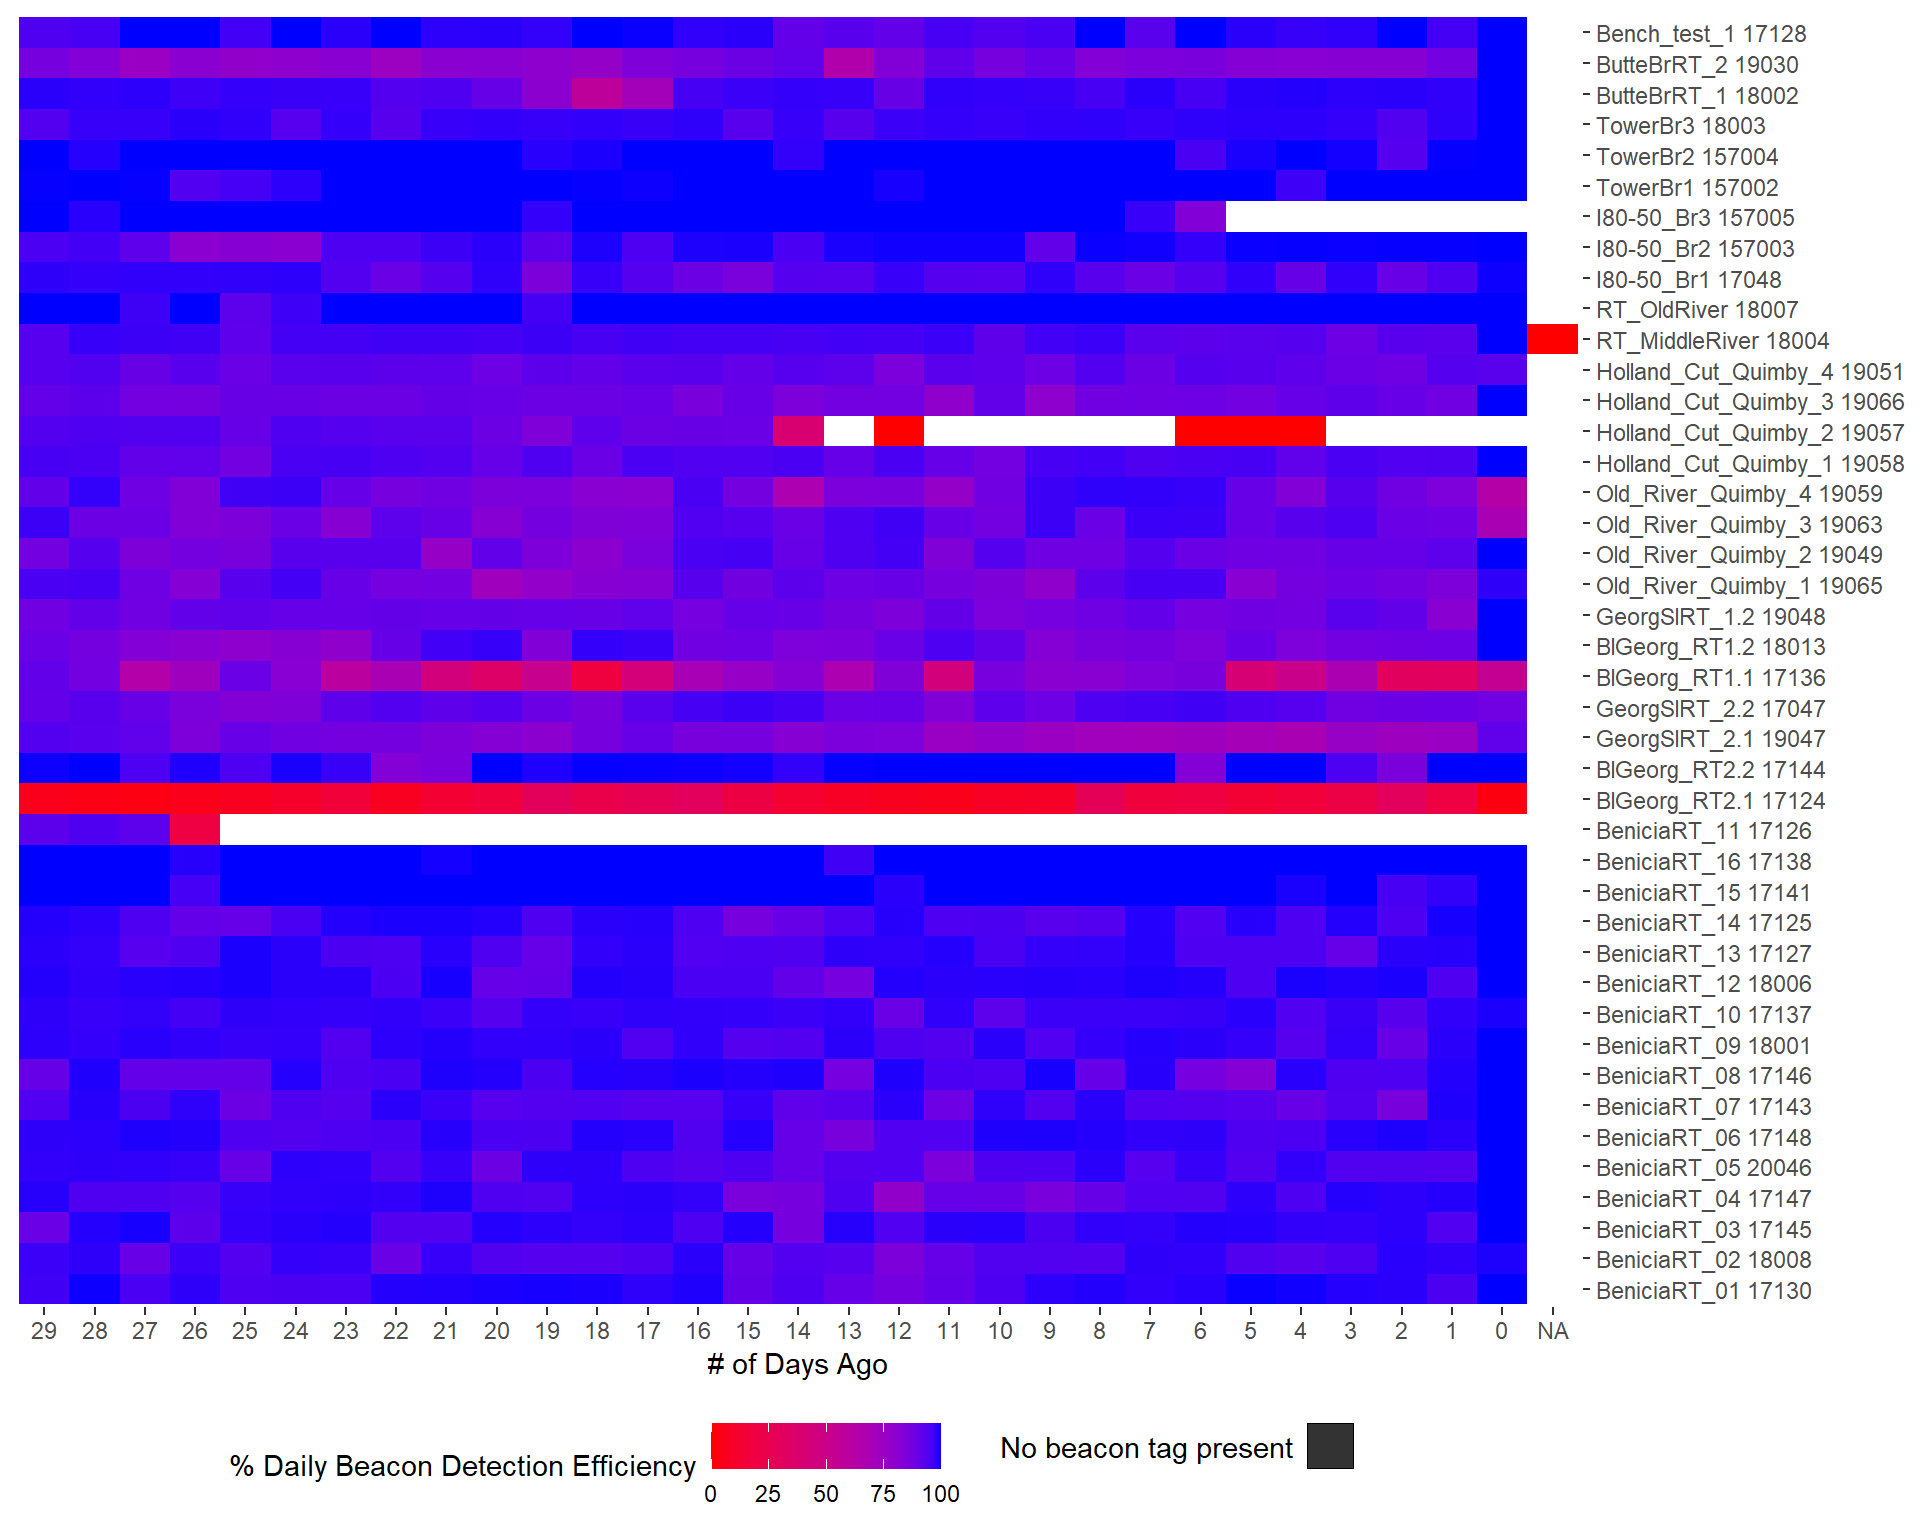 Bench_test_1 17128
ButteBrRT_2 19030
ButteBrRT_1 18002
TowerBr3 18003
TowerBr2 157004
TowerBr1 157002
I80-50_Br3 157005
I80-50_Br2 157003
I80-50_Br1 17048
RT_OldRiver 18007
RT_MiddleRiver 18004
Holland_Cut_Quimby_4 19051
Holland_Cut_Quimby_3 19066
Holland_Cut_Quimby_2 19057
Holland_Cut_Quimby_1 19058
Old_River_Quimby_4 19059
Old_River_Quimby_3 19063
Old_River_Quimby_2 19049
Old_River_Quimby_1 19065
GeorgSlRT_1.2 19048
BlGeorg_RT1.2 18013
BlGeorg_RT1.1 17136
GeorgSlRT_2.2 17047
GeorgSlRT_2.1 19047
BlGeorg_RT2.2 17144
BlGeorg_RT2.1 17124
BeniciaRT_11 17126
BeniciaRT_16 17138
BeniciaRT_15 17141
BeniciaRT_14 17125
BeniciaRT_13 17127
BeniciaRT_12 18006
BeniciaRT_10 17137
BeniciaRT_09 18001
BeniciaRT_08 17146
BeniciaRT_07 17143
BeniciaRT_06 17148
BeniciaRT_05 20046
BeniciaRT_04 17147
BeniciaRT_03 17145
BeniciaRT_02 18008
BeniciaRT_01 17130
29 28 27 26 25 24 23 22 21 20 19 18 17 16 15 14 13 12 11 10 9 8 7 6 5 4 3 2 1 0 NA
# of Days Ago
% Daily Beacon Detection Efficiency
0 25 50 75 100
No beacon tag present